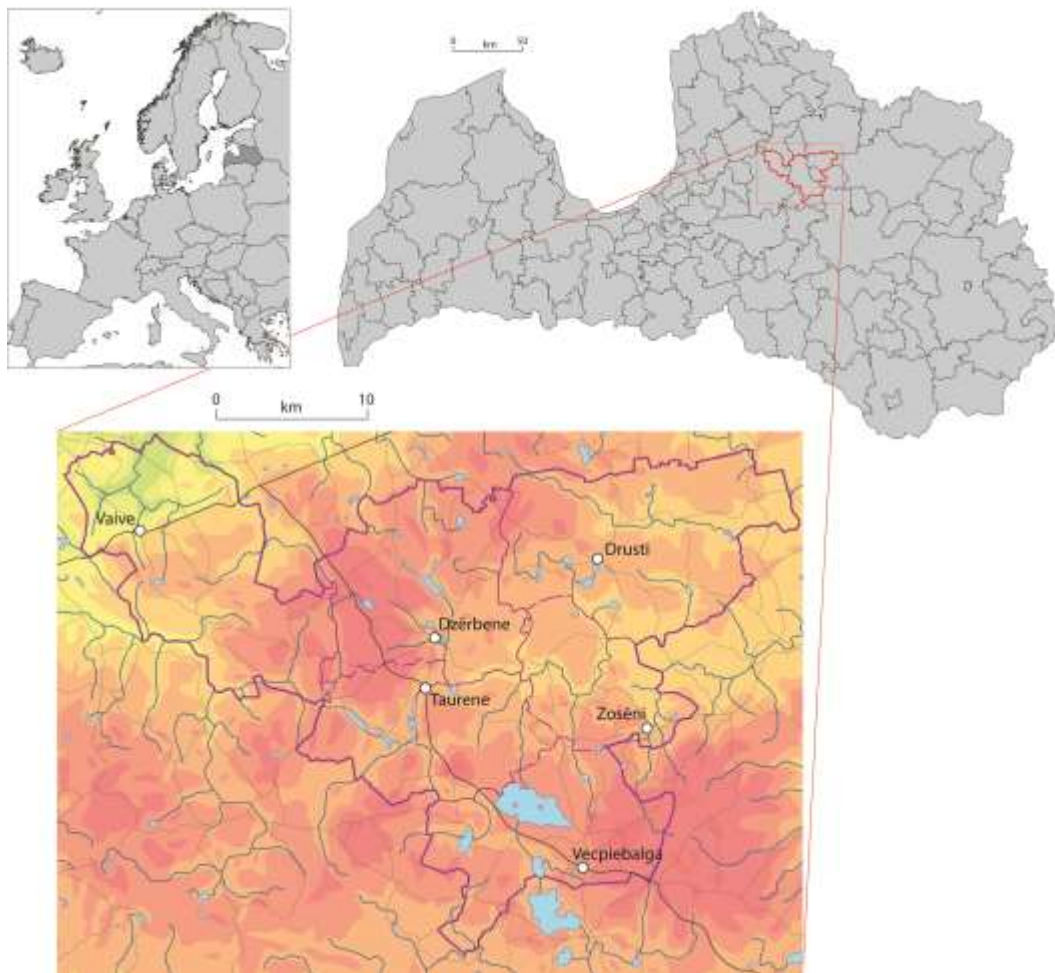 0 50
km
0 km 10
Vaive
Drusti
Dzērbene
Taurene
Zosēni
Vecpiebalga